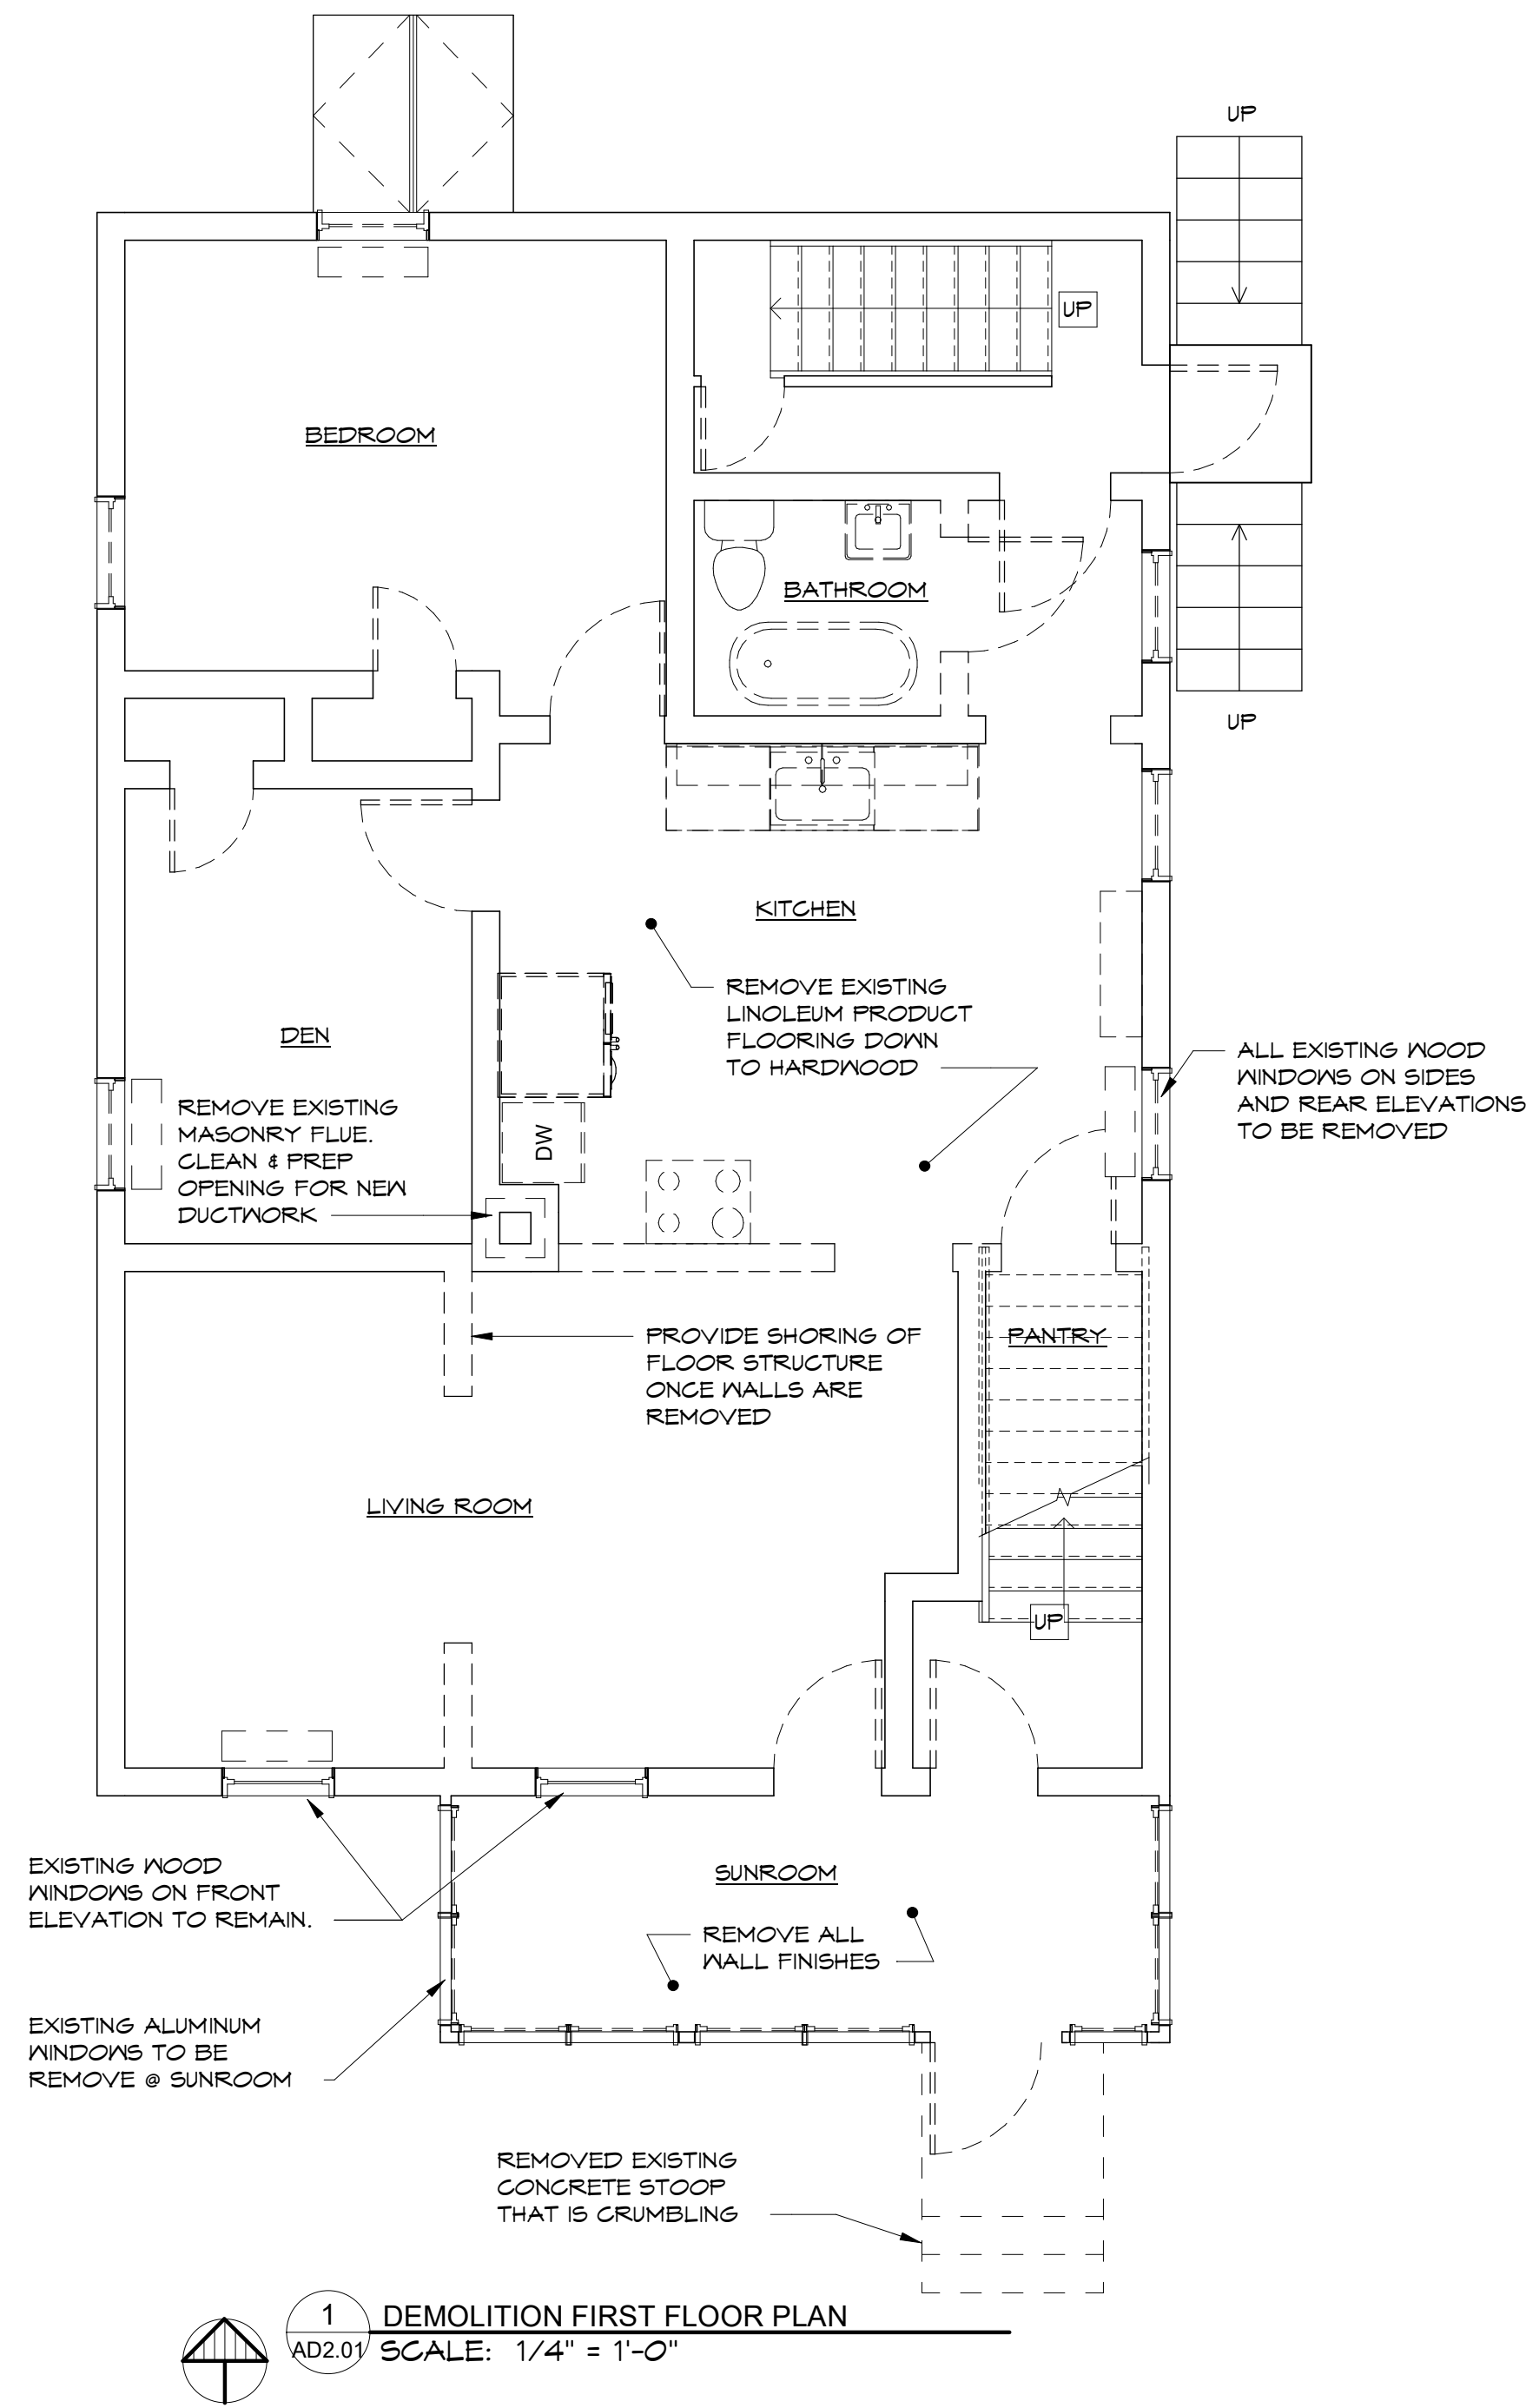 UP
UP
BEDROOM
BATHROOM
UP
KITCHEN
REMOVE EXISTING
LINOLEUM PRODUCT
FLOORING DOWN
TO HARDWOOD
DEN
ALL EXISTING WOOD
WINDOWS ON SIDES
AND REAR ELEVATIONS
TO BE REMOVED
REMOVE EXISTING
MASONRY FLUE.
CLEAN & PREP
OPENING FOR NEW
DUCTWORK
DW
PROVIDE SHORING OF
FLOOR STRUCTURE
ONCE WALLS ARE
REMOVED
PANTRY
LIVING ROOM
UP
EXISTING WOOD
WINDOWS ON FRONT
ELEVATION TO REMAIN.
SUNROOM
REMOVE ALL
WALL FINISHES
EXISTING ALUMINUM
WINDOWS TO BE
REMOVE @ SUNROOM
REMOVED EXISTING
CONCRETE STOOP
THAT IS CRUMBLING
1
AD2.01
DEMOLITION FIRST FLOOR PLAN
SCALE: 1/4" = 1'-0"